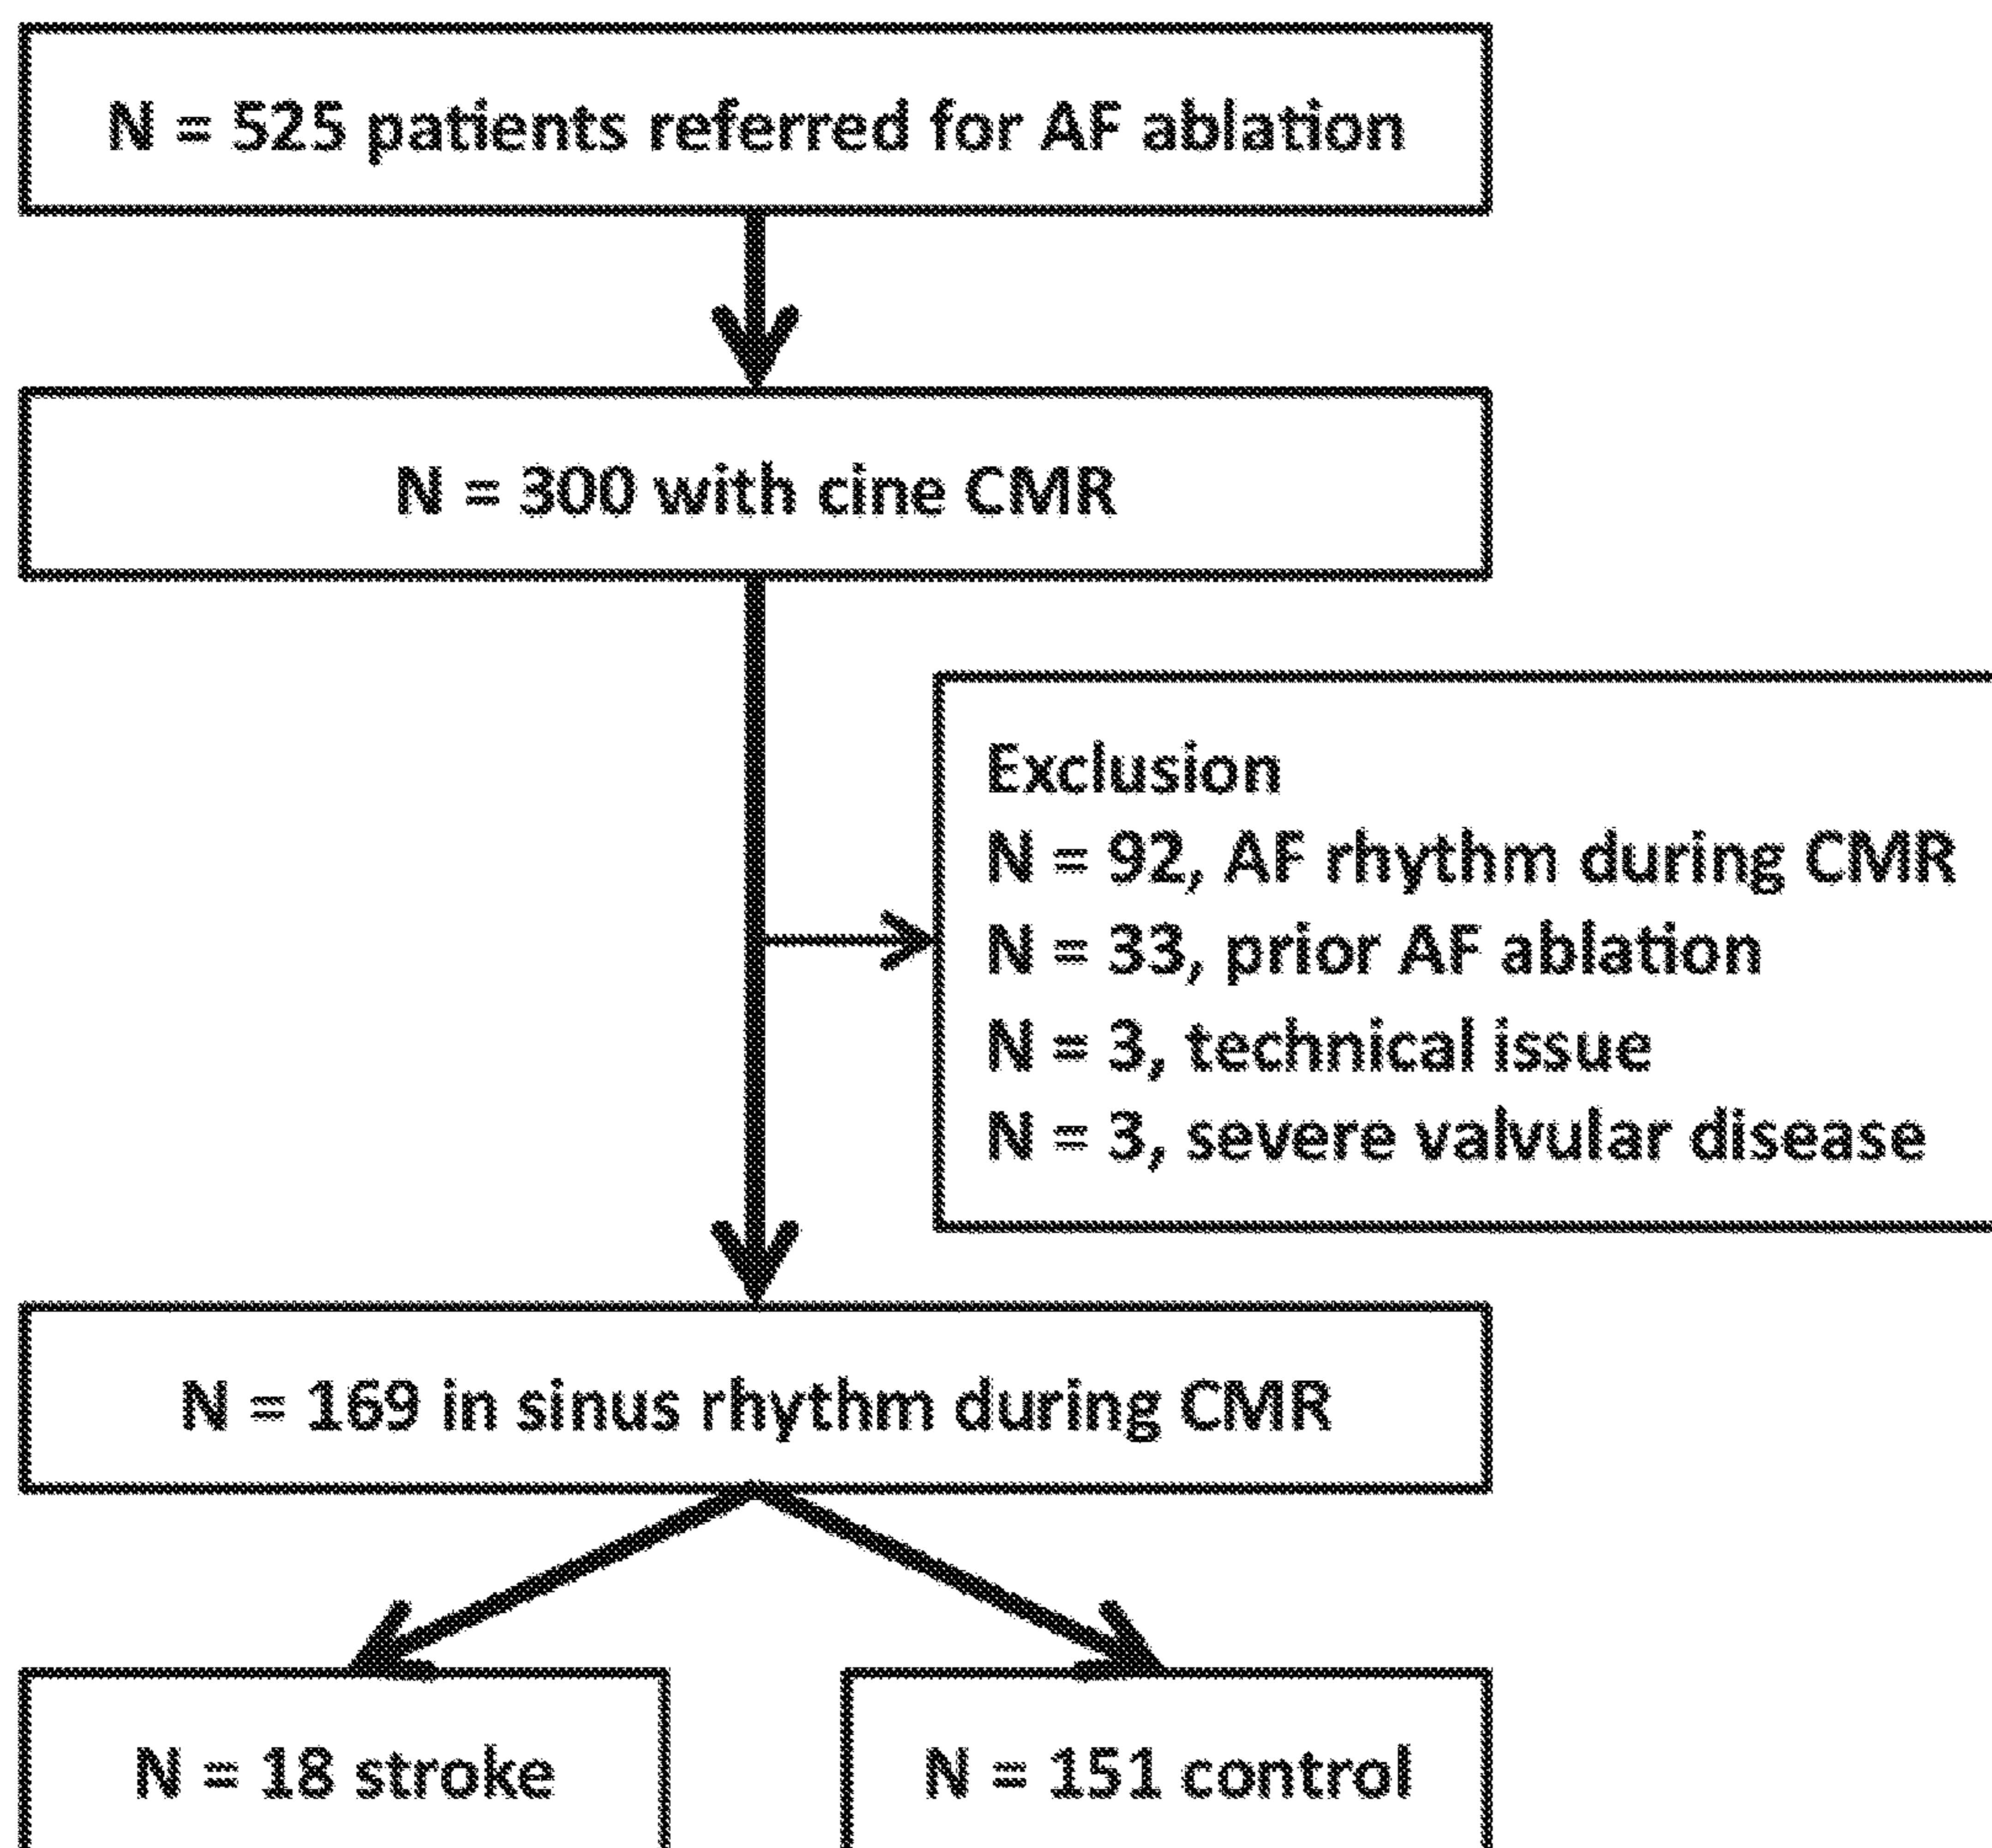 N = 525 patients referred for AF ablation
N = 300 with cine CMR
Exclusion
N = 92, AF rhythm during CMR
N = 33, prior AF ablation
N = 3, technical issue
N = 3, severe valvular disease
N = 169 in sinus rhythm during CMR
N = 18 stroke
N = 151 control